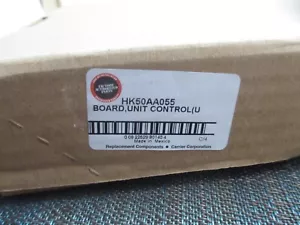 HK50AA055
BOARD,UNIT CONTROL(U
Made in Mexico
Replacement Components • Carrier Corporation